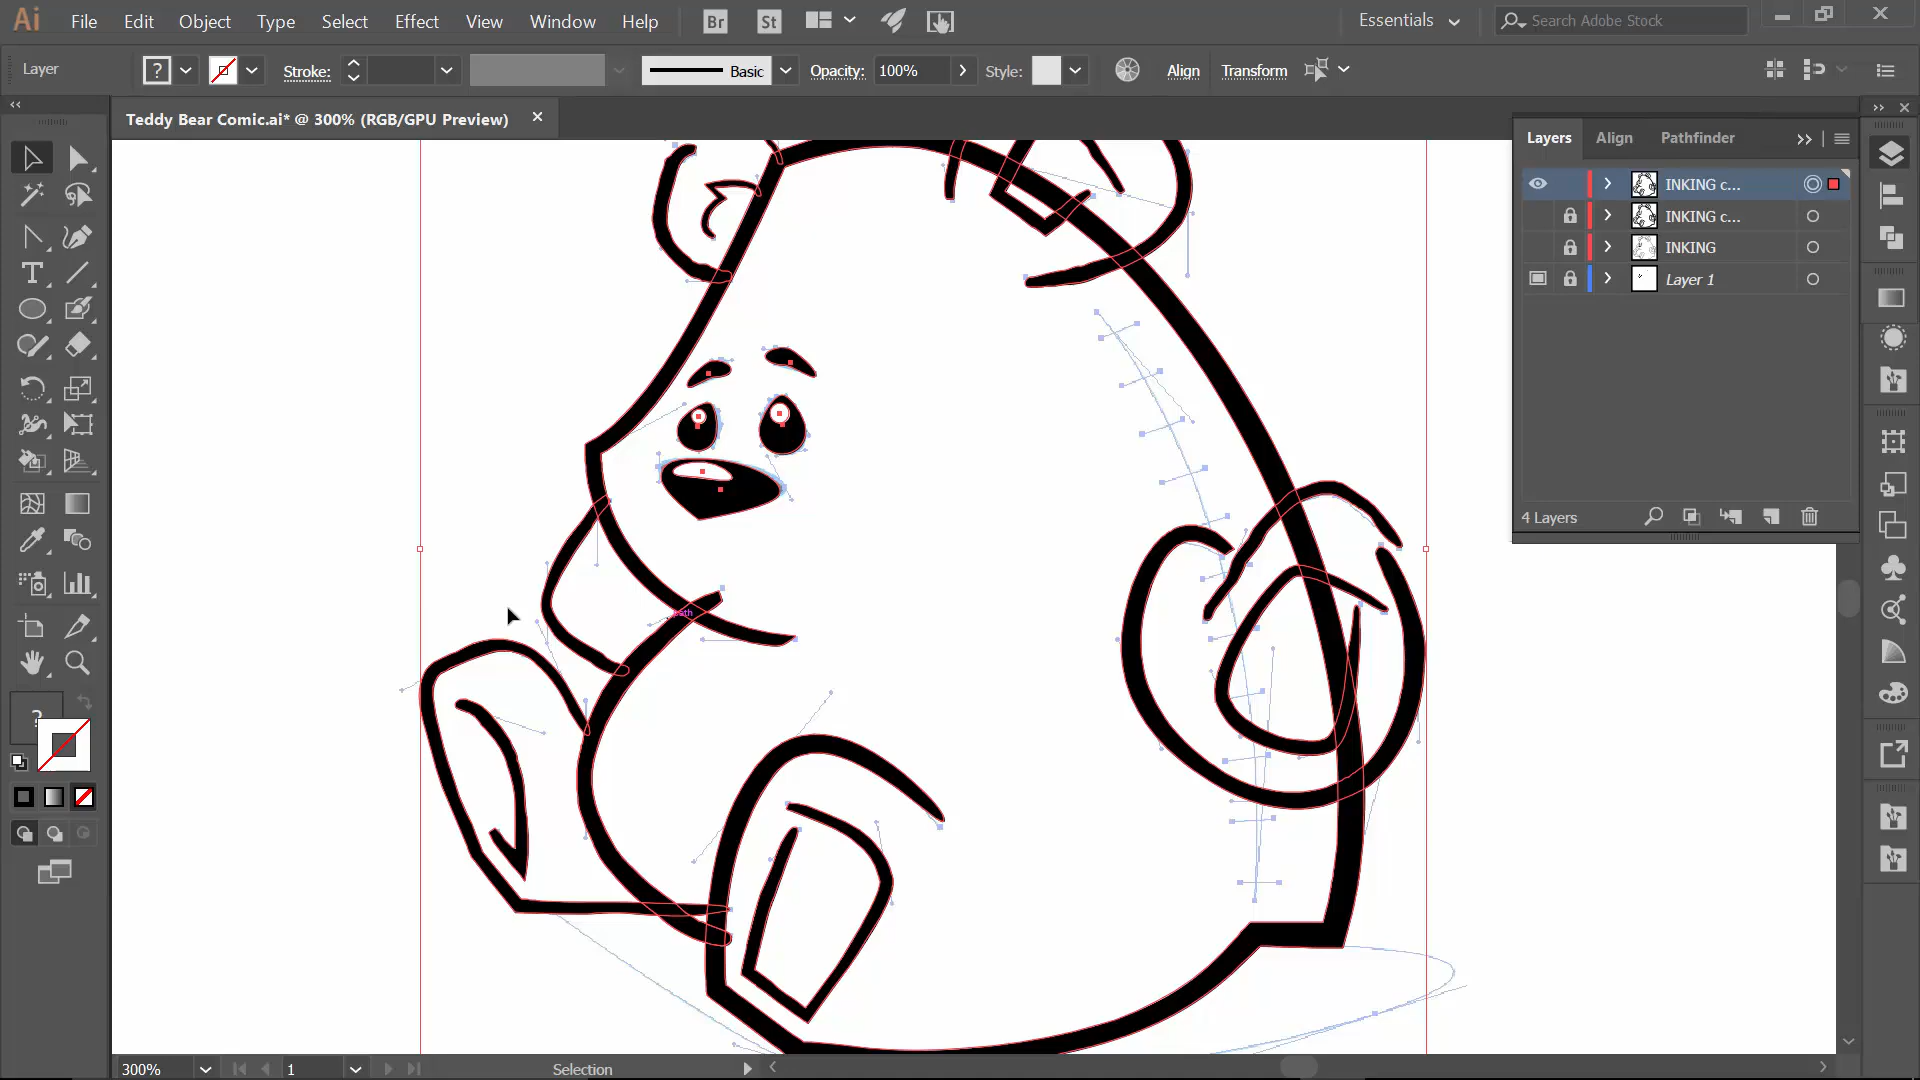 Ai File Edit Object Type Select Effect View Window Help Br St Essentials Search Adobe Stock
Layer ? Stroke: Basic Opacity: 100% Style: Align Transform
Teddy Bear Comic.ai* @ 300% (RGB/GPU Preview)
Layers Align Pathfinder
INKING c...
INKING c...
INKING
Layer 1
4 Layers
path
?
300% 1 Selection